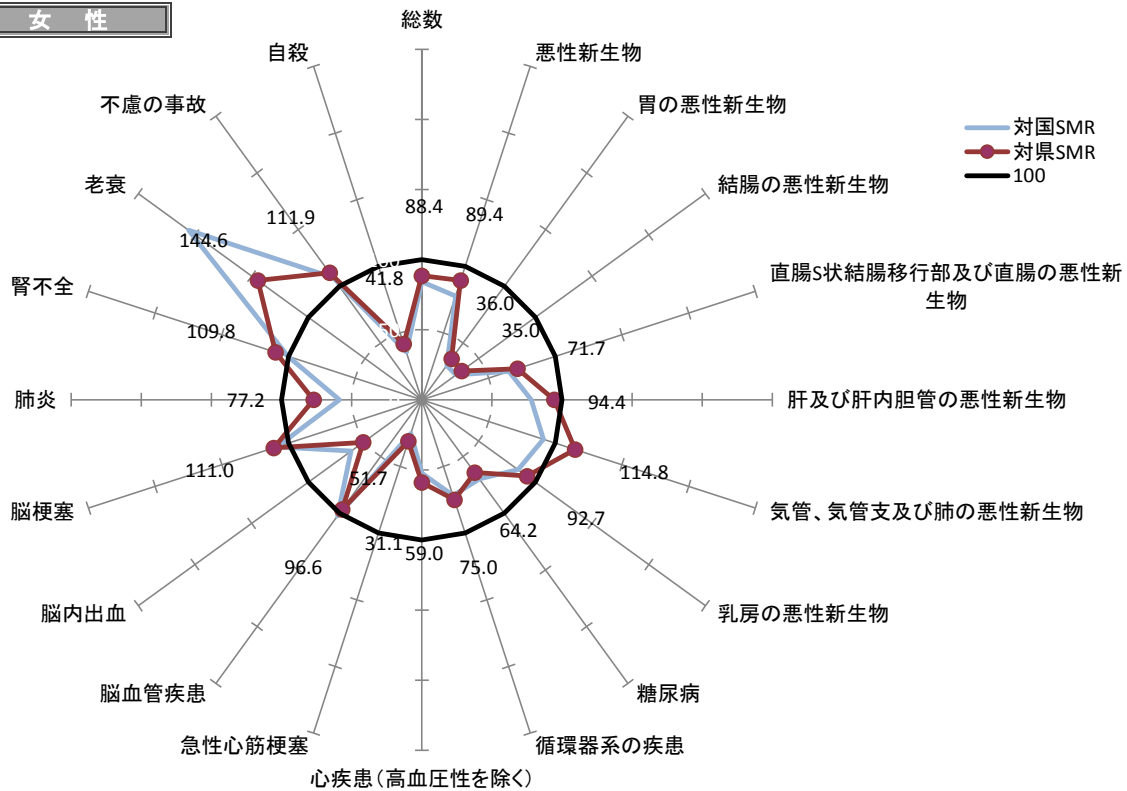 女 性
総数
悪性新生物
胃の悪性新生物
結腸の悪性新生物
直腸S状結腸移行部及び直腸の悪性新
生物
肝及び肝内胆管の悪性新生物
気管、気管支及び肺の悪性新生物
乳房の悪性新生物
糖尿病
循環器系の疾患
心疾患(高血圧性を除く)
急性心筋梗塞
脳血管疾患
脳内出血
脳梗塞
肺炎
腎不全
老衰
不慮の事故
自殺
対国SMR
対県SMR
100
88.4
89.4
36.0
35.0
71.7
94.4
114.8
92.7
64.2
75.0
59.0
31.1
96.6
51.7
111.0
77.2
109.8
144.6
111.9
41.8